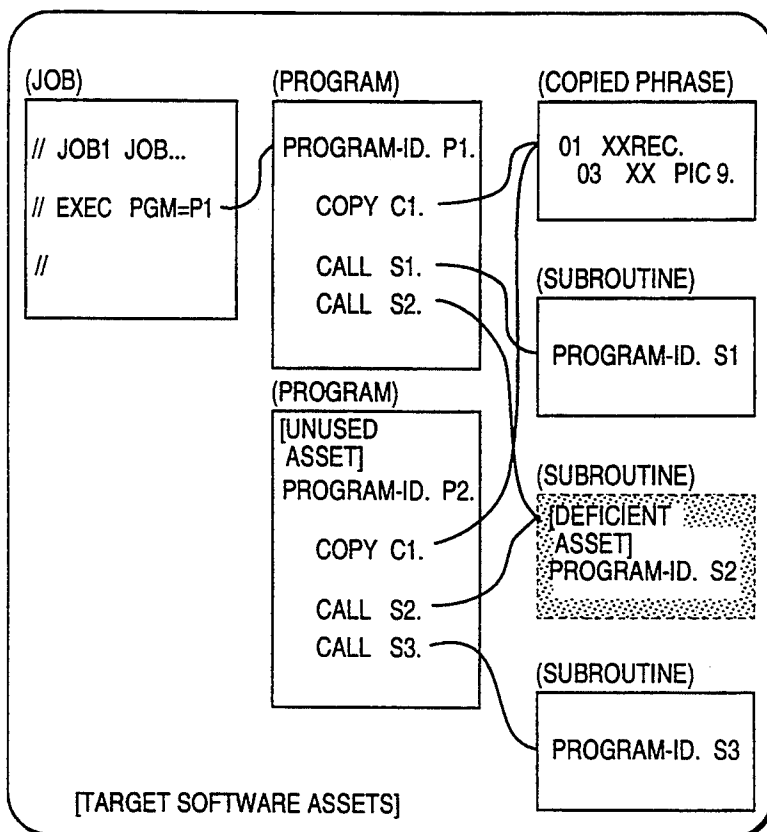 (JOB)
// JOB1 JOB...
// EXEC PGM=P1
//
(PROGRAM)
PROGRAM-ID. P1.
COPY C1.
CALL S1.
CALL S2.
(PROGRAM)
[UNUSED
ASSET]
PROGRAM-ID. P2.
COPY C1.
CALL S2.
CALL S3.
(COPIED PHRASE)
01 XXREC.
03 XX PIC 9.
(SUBROUTINE)
PROGRAM-ID. S1
(SUBROUTINE)
[DEFICIENT
ASSET]
PROGRAM-ID. S2
(SUBROUTINE)
PROGRAM-ID. S3
[TARGET SOFTWARE ASSETS]